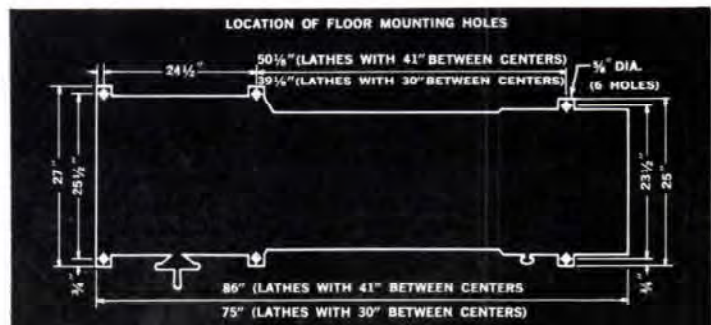 LOCATION OF FLOOR MOUNTING HOLES
50⅛" (LATHES WITH 41" BETWEEN CENTERS)
24½"
39⅛" (LATHES WITH 30" BETWEEN CENTERS)
⅝" DIA.
(6 HOLES)
27"
25½"
23½"
25"
¾"
¾"
86" (LATHES WITH 41" BETWEEN CENTERS
75" (LATHES WITH 30" BETWEEN CENTERS)